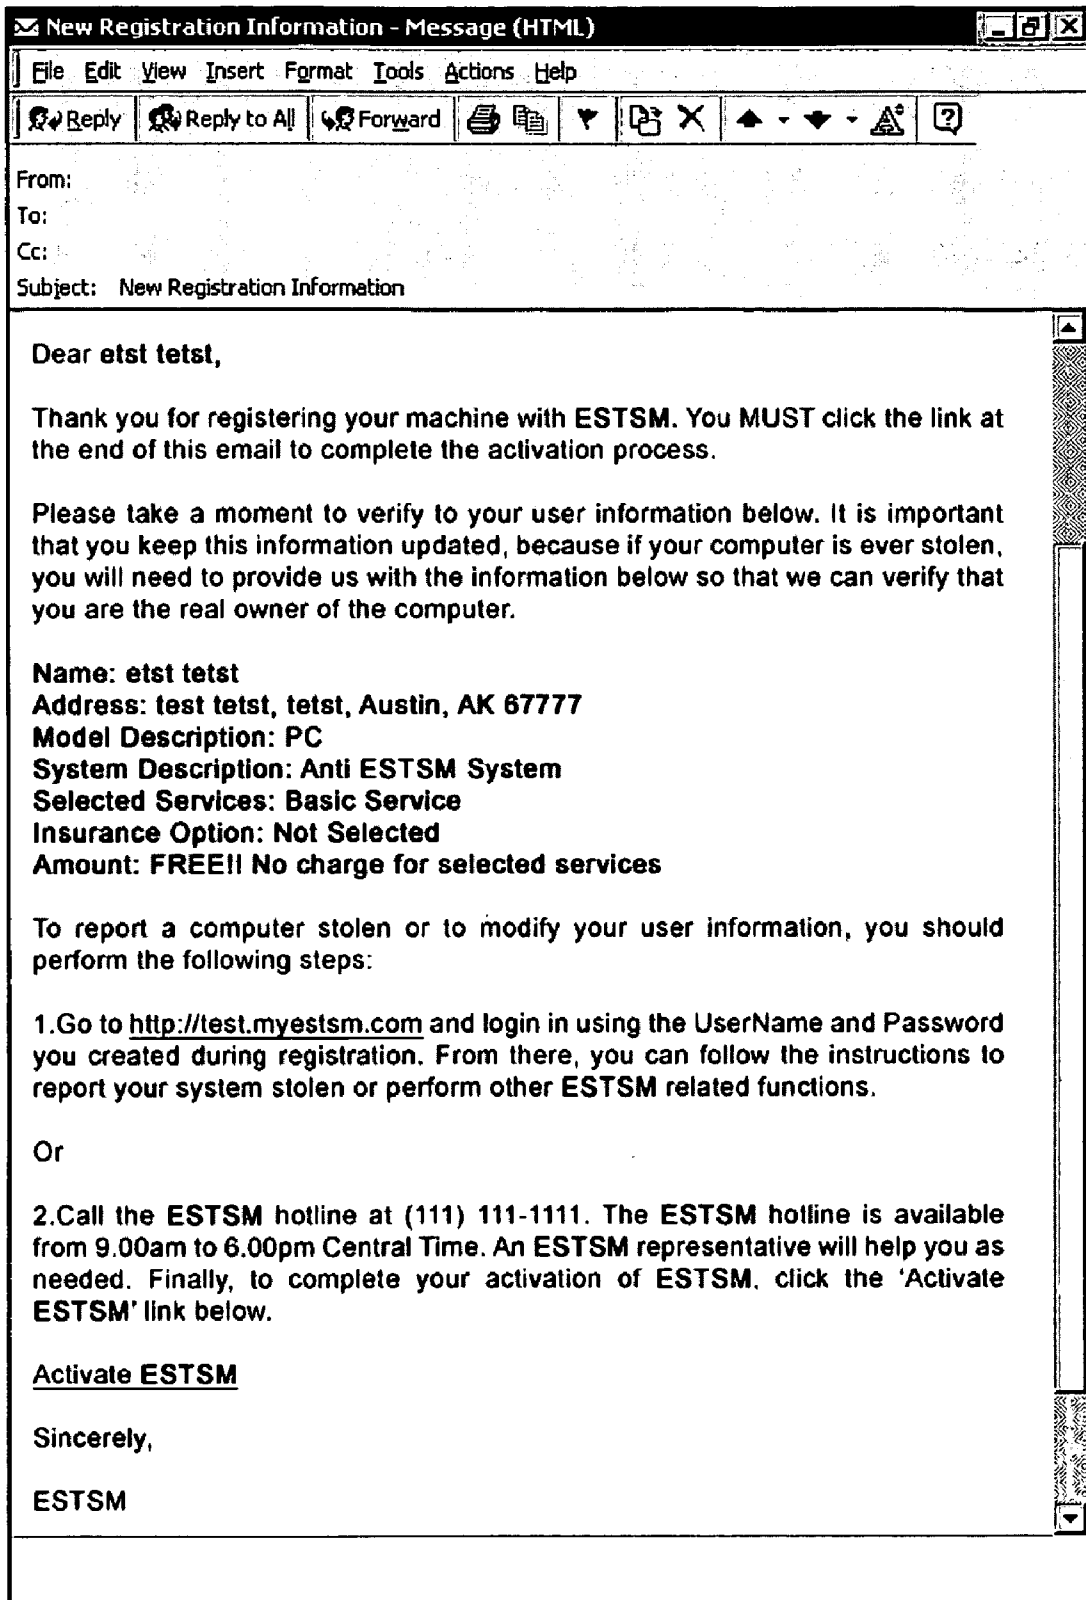 New Registration Information - Message (HTML)
File Edit View Insert Format Tools Actions Help
Reply Reply to All Forward
From:
To:
Cc:
Subject: New Registration Information
Dear etst tetst,
Thank you for registering your machine with ESTSM. You MUST click the link at
the end of this email to complete the activation process.
Please take a moment to verify to your user information below. It is important
that you keep this information updated, because if your computer is ever stolen,
you will need to provide us with the information below so that we can verify that
you are the real owner of the computer.
Name: etst tetst
Address: test tetst, tetst, Austin, AK 67777
Model Description: PC
System Description: Anti ESTSM System
Selected Services: Basic Service
Insurance Option: Not Selected
Amount: FREE!! No charge for selected services
To report a computer stolen or to modify your user information, you should
perform the following steps:
1.Go to http://test.myestsm.com and login in using the UserName and Password
you created during registration. From there, you can follow the instructions to
report your system stolen or perform other ESTSM related functions.
Or
2.Call the ESTSM hotline at (111) 111-1111. The ESTSM hotline is available
from 9.00am to 6.00pm Central Time. An ESTSM representative will help you as
needed. Finally, to complete your activation of ESTSM, click the 'Activate
ESTSM' link below.
Activate ESTSM
Sincerely,
ESTSM